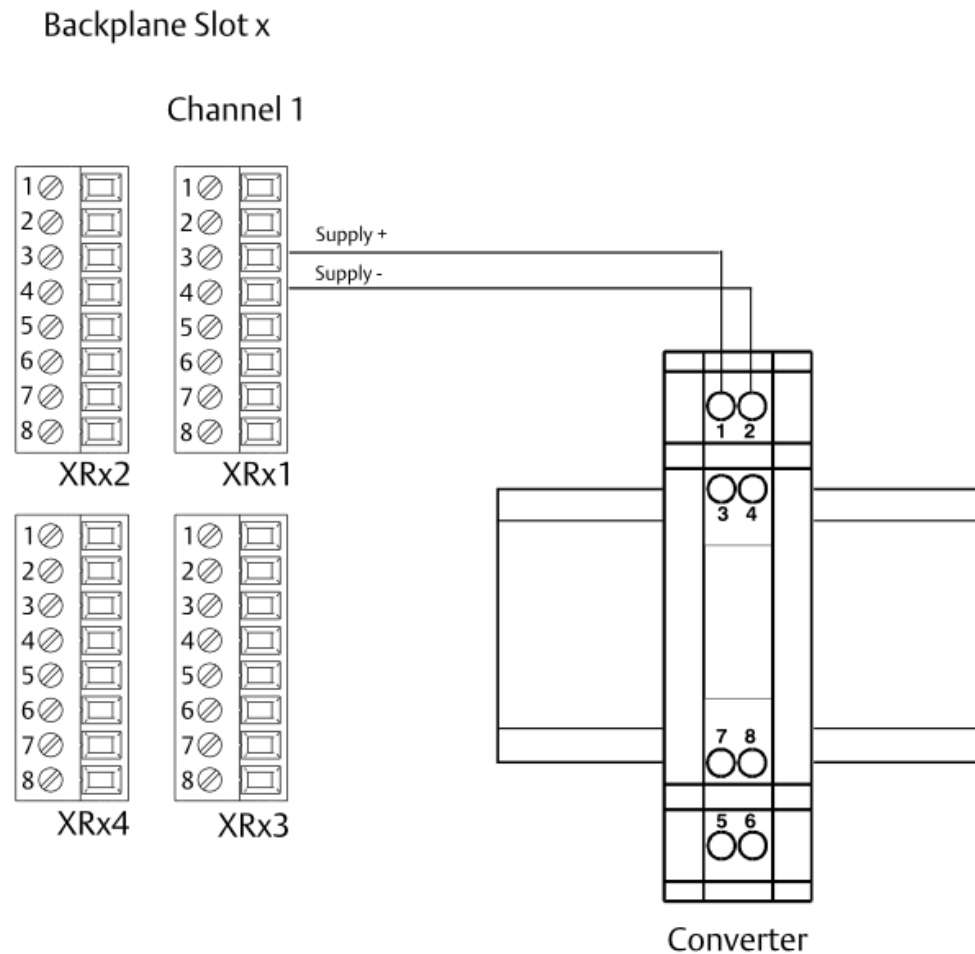 Backplane Slot x
Channel 1
1 1
2 2
Supply +
3 3
Supply -
4 4
5 5
6 6
7 7
8 8
1 2
XRx2 XRx1
3 4
1 1
2 2
3 3
4 4
5 5
6 6
7 7
7 8
8 8
XRx4 XRx3
5 6
Converter